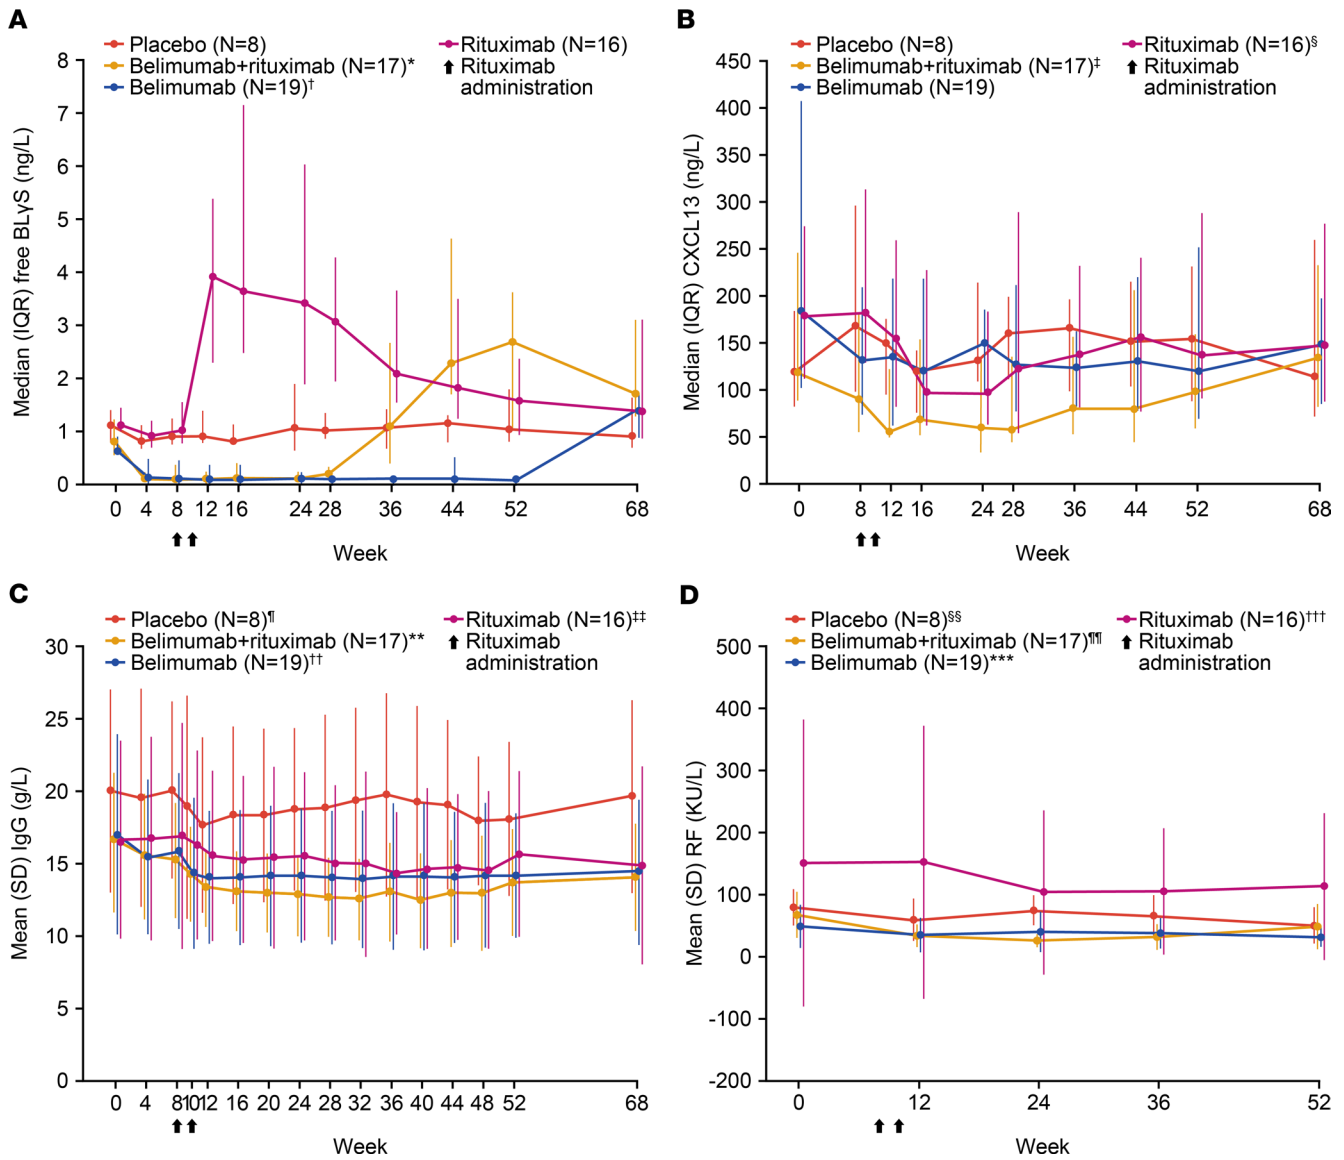 A
Placebo (N=8)
Belimumab+rituximab (N=17)*
Belimumab (N=19)†
Rituximab (N=16)
Rituximab
administration
Median (IQR) free BLyS (ng/L)
8
7
6
5
4
3
2
1
0
0 4 8 12 16 24 28 36 44 52 68
Week
B
Placebo (N=8)
Belimumab+rituximab (N=17)‡
Belimumab (N=19)
Rituximab (N=16)§
Rituximab
administration
Median (IQR) CXCL13 (ng/L)
450
400
350
300
250
200
150
100
50
0
0 8 12 16 24 28 36 44 52 68
Week
C
Placebo (N=8)¶
Belimumab+rituximab (N=17)**
Belimumab (N=19)††
Rituximab (N=16)‡‡
Rituximab
administration
Mean (SD) IgG (g/L)
30
25
20
15
10
5
0
0 4 8 10 12 16 20 24 28 32 36 40 44 48 52 68
Week
D
Placebo (N=8)§§
Belimumab+rituximab (N=17)¶¶
Belimumab (N=19)***
Rituximab (N=16)†††
Rituximab
administration
Mean (SD) RF (KU/L)
500
400
300
200
100
0
-100
-200
0 12 24 36 52
Week